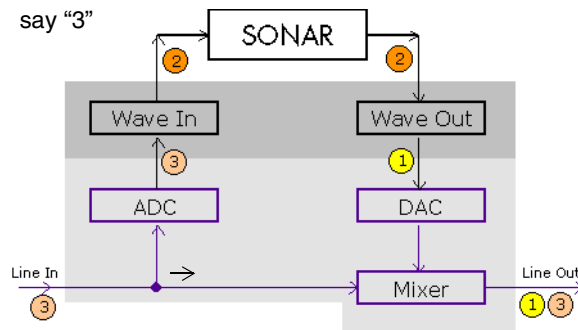 say “3”
SONAR
2
2
Wave In
Wave Out
3
1
ADC
DAC
Line In
Line Out
Mixer
3
1 3